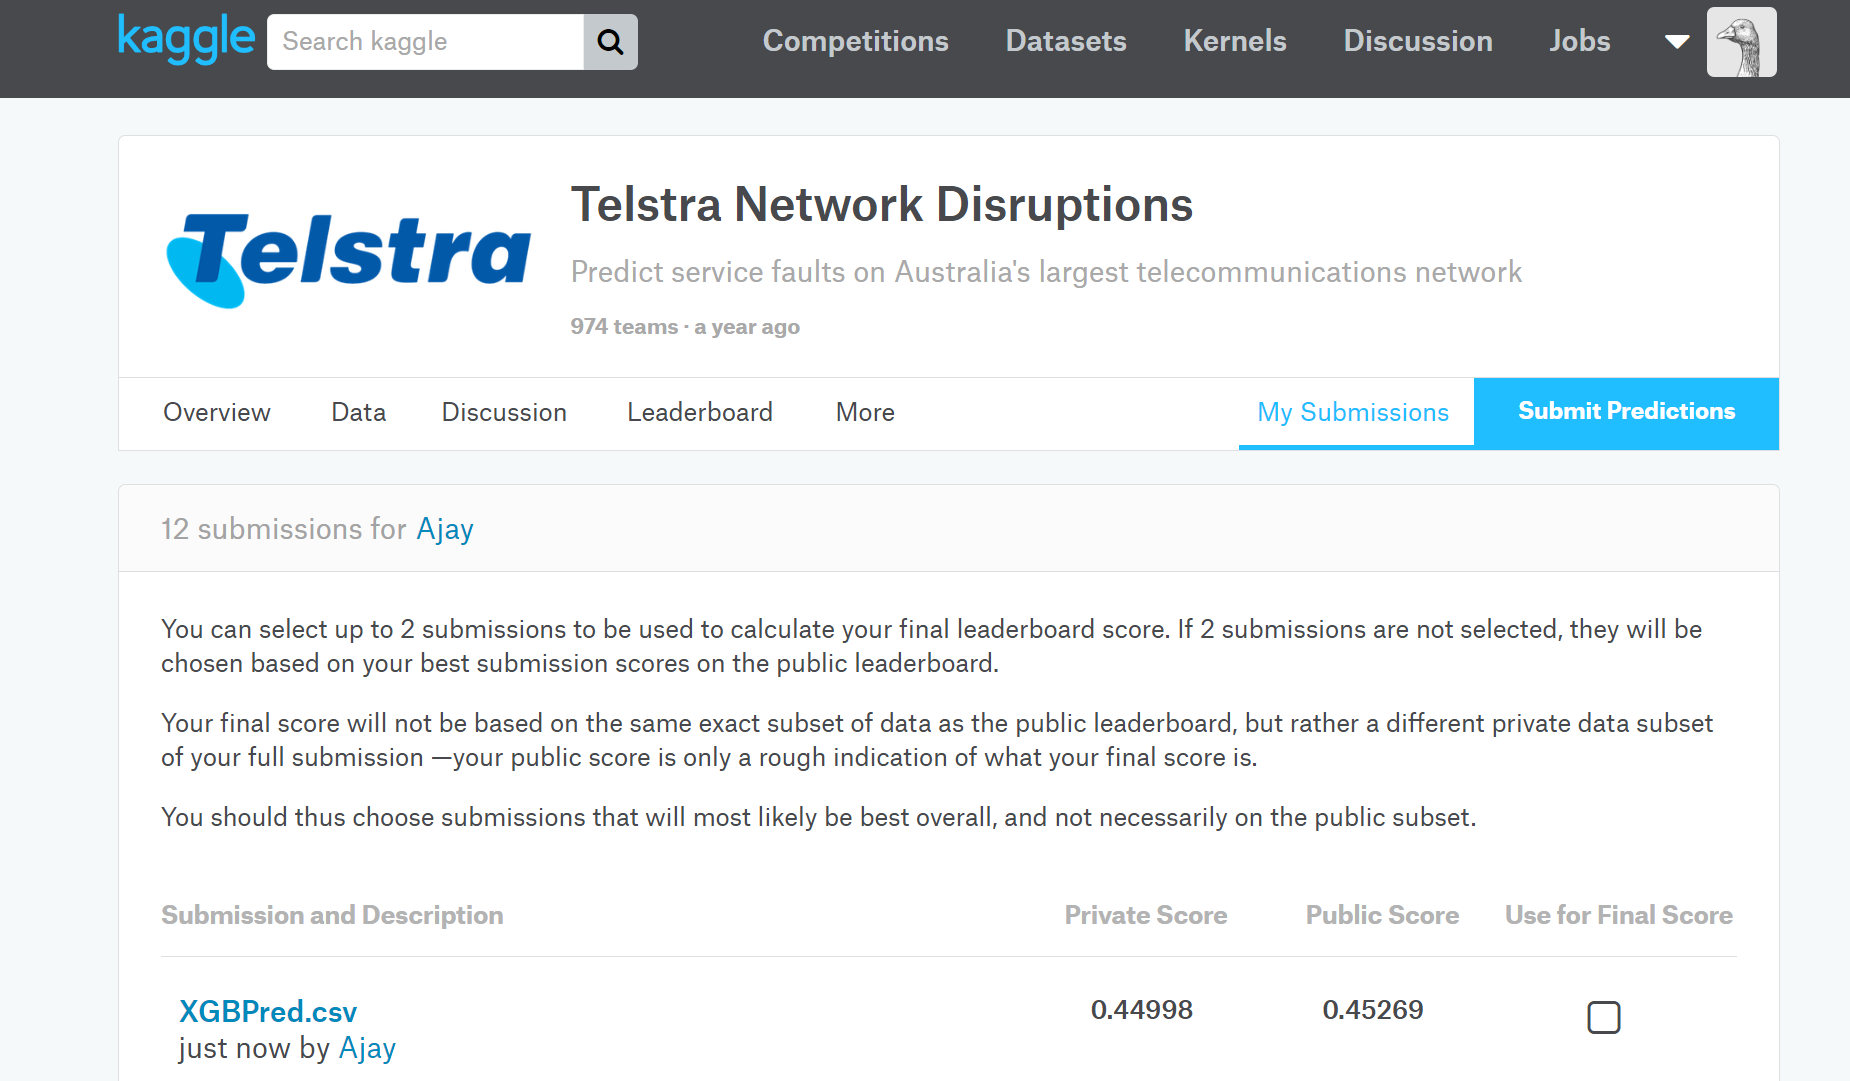 kaggle
Search kaggle
Competitions Datasets Kernels Discussion Jobs
Telstra
Telstra Network Disruptions
Predict service faults on Australia's largest telecommunications network
974 teams · a year ago
Overview Data Discussion Leaderboard More My Submissions Submit Predictions
12 submissions for Ajay
You can select up to 2 submissions to be used to calculate your final leaderboard score. If 2 submissions are not selected, they will be
chosen based on your best submission scores on the public leaderboard.
Your final score will not be based on the same exact subset of data as the public leaderboard, but rather a different private data subset
of your full submission —your public score is only a rough indication of what your final score is.
You should thus choose submissions that will most likely be best overall, and not necessarily on the public subset.
Submission and Description Private Score Public Score Use for Final Score
XGBPred.csv 0.44998 0.45269
just now by Ajay